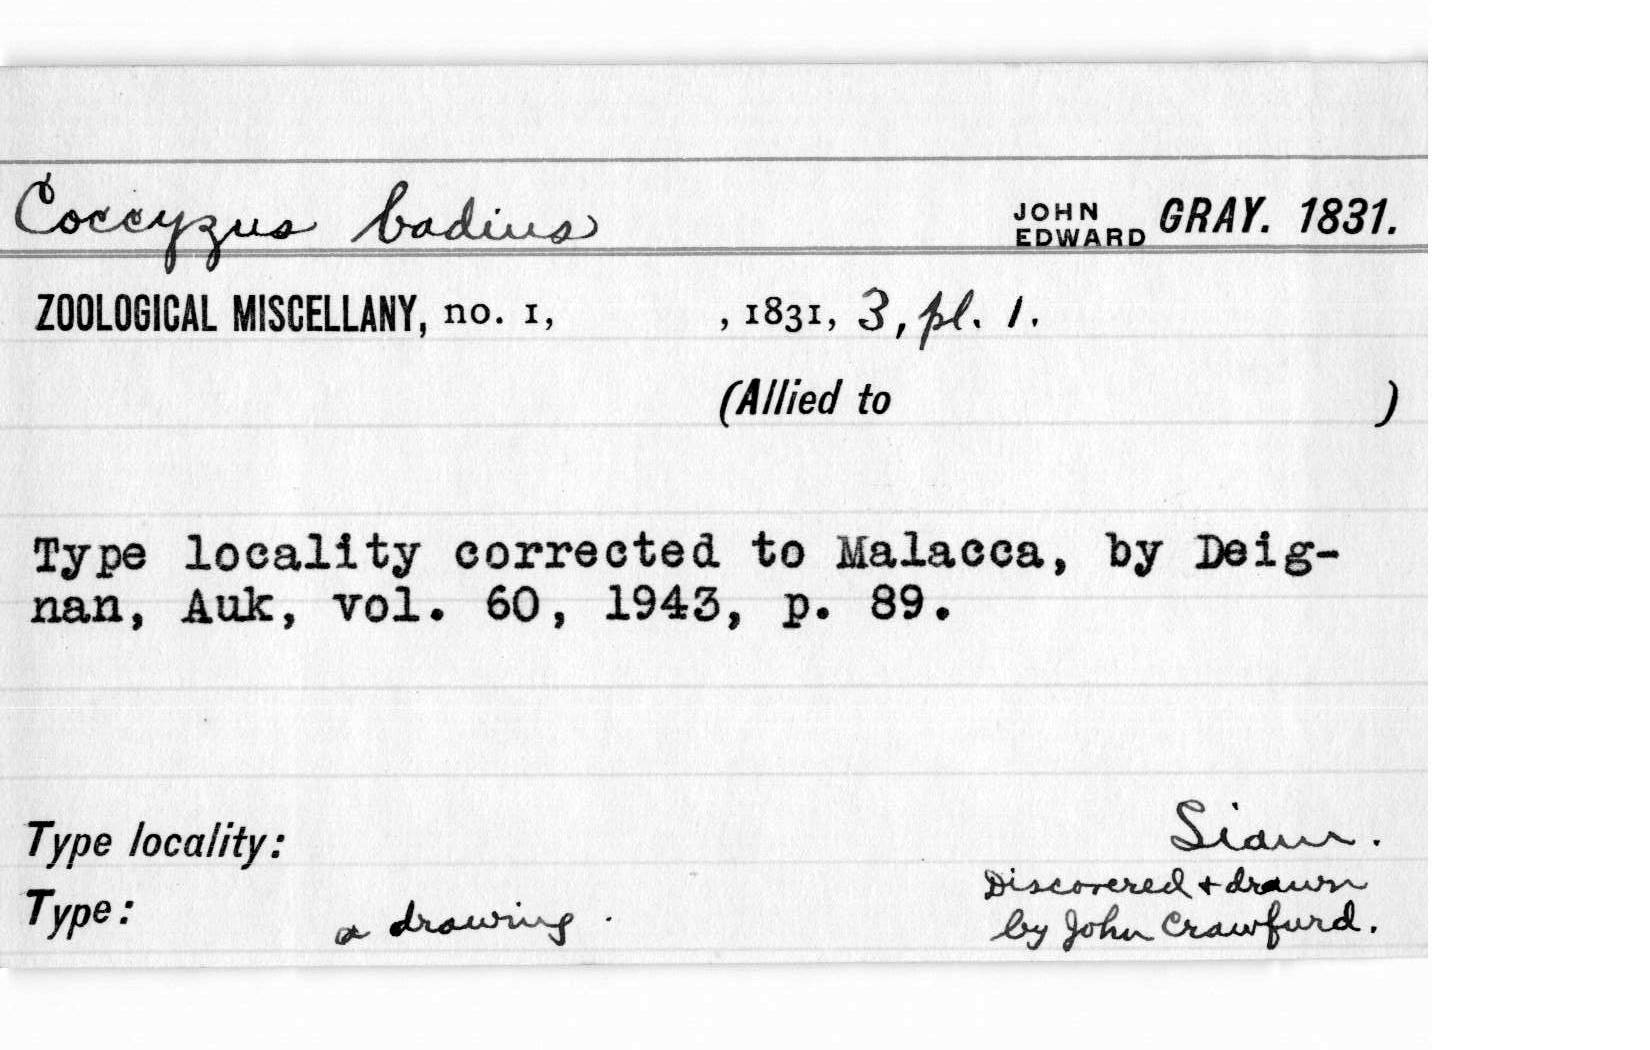 Coccyzus badius JOHN EDWARD GRAY. 1831.
ZOOLOGICAL MISCELLANY, no. 1, , 1831, 3, pl. 1.
(Allied to )
Type locality corrected to Malacca, by Deig-
nan, Auk, vol. 60, 1943, p. 89.
Type locality: Siam.
Discovered + drawn
Type: a drawing. by John Crawfurd.